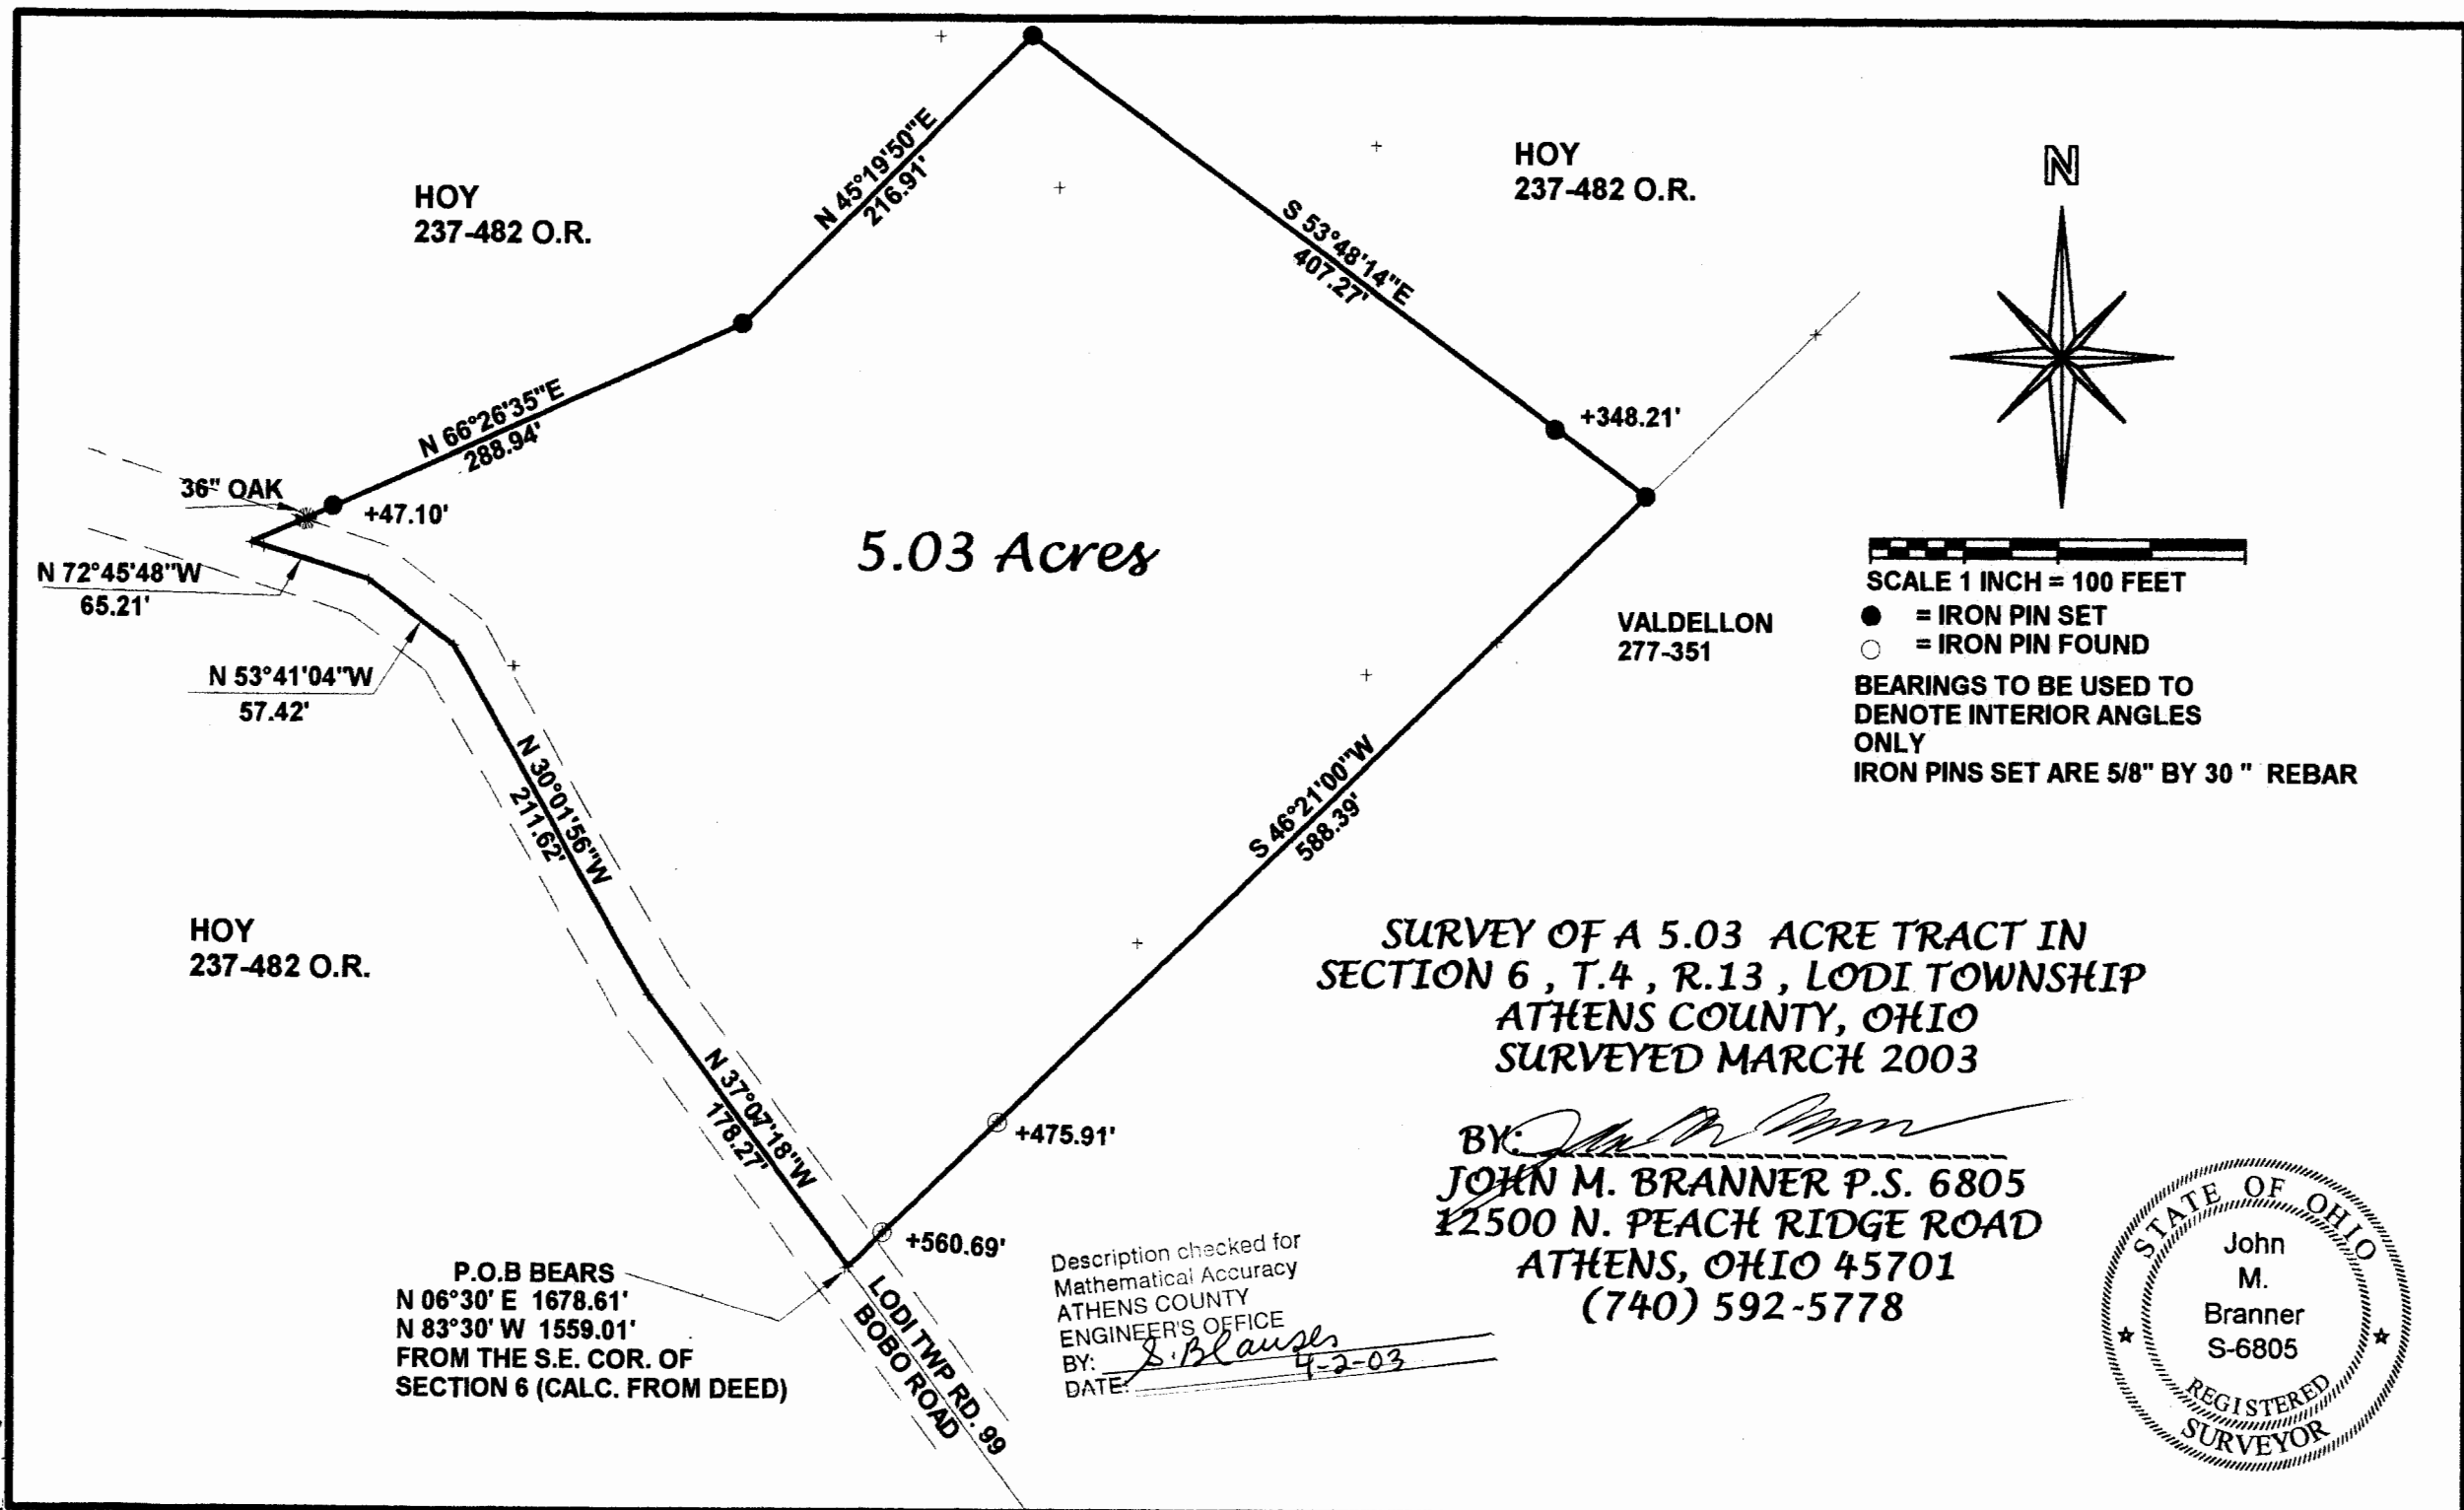 HOY
237-482 O.R.
N 45°19'50"E
216.91'
HOY
237-482 O.R.
N
S 53°48'14"E
407.27'
+348.21'
N 66°26'35"E
288.94'
36" OAK
+47.10'
5.03 Acres
N 72°45'48"W
65.21'
N 53°41'04"W
57.42'
N 30°01'56"W
211.62'
SCALE 1 INCH = 100 FEET
= IRON PIN SET
= IRON PIN FOUND
BEARINGS TO BE USED TO
DENOTE INTERIOR ANGLES
ONLY
IRON PINS SET ARE 5/8" BY 30 " REBAR
VALDELLON
277-351
S 46°21'00"W
588.39'
HOY
237-482 O.R.
N 37°07'18"W
178.27'
+475.91'
+560.69'
P.O.B BEARS
N 06°30' E 1678.61'
N 83°30' W 1559.01'
FROM THE S.E. COR. OF
SECTION 6 (CALC. FROM DEED)
LODI TWP RD. 99
BOBO ROAD
Description checked for
Mathematical Accuracy
ATHENS COUNTY
ENGINEER'S OFFICE
BY:
DATE: 4-2-03
SURVEY OF A 5.03 ACRE TRACT IN
SECTION 6 , T.4 , R.13 , LODI TOWNSHIP
ATHENS COUNTY, OHIO
SURVEYED MARCH 2003
BY:
JOHN M. BRANNER P.S. 6805
12500 N. PEACH RIDGE ROAD
ATHENS, OHIO 45701
(740) 592-5778
STATE OF OHIO
John
M.
Branner
S-6805
REGISTERED
SURVEYOR